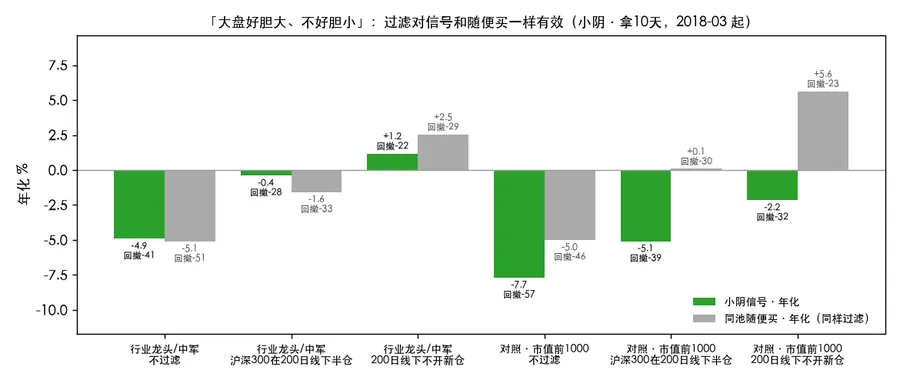 「大盘好胆大、不好胆小」：过滤对信号和随便买一样有效（小阴·拿10天，2018-03 起）
年化 %
7.5
5.0
2.5
0.0
-2.5
-5.0
-7.5
-10.0
-4.9
回撤-41
-5.1
回撤-51
-0.4
回撤-28
-1.6
回撤-33
+1.2
回撤-22
+2.5
回撤-29
-7.7
回撤-57
-5.0
回撤-46
-5.1
回撤-39
+0.1
回撤-30
-2.2
回撤-32
+5.6
回撤-23
小阴信号·年化
同池随便买·年化（同样过滤）
行业龙头/中军
不过滤
行业龙头/中军
沪深300在200日线下半仓
行业龙头/中军
200日线下不开新仓
对照·市值前1000
不过滤
对照·市值前1000
沪深300在200日线下半仓
对照·市值前1000
200日线下不开新仓